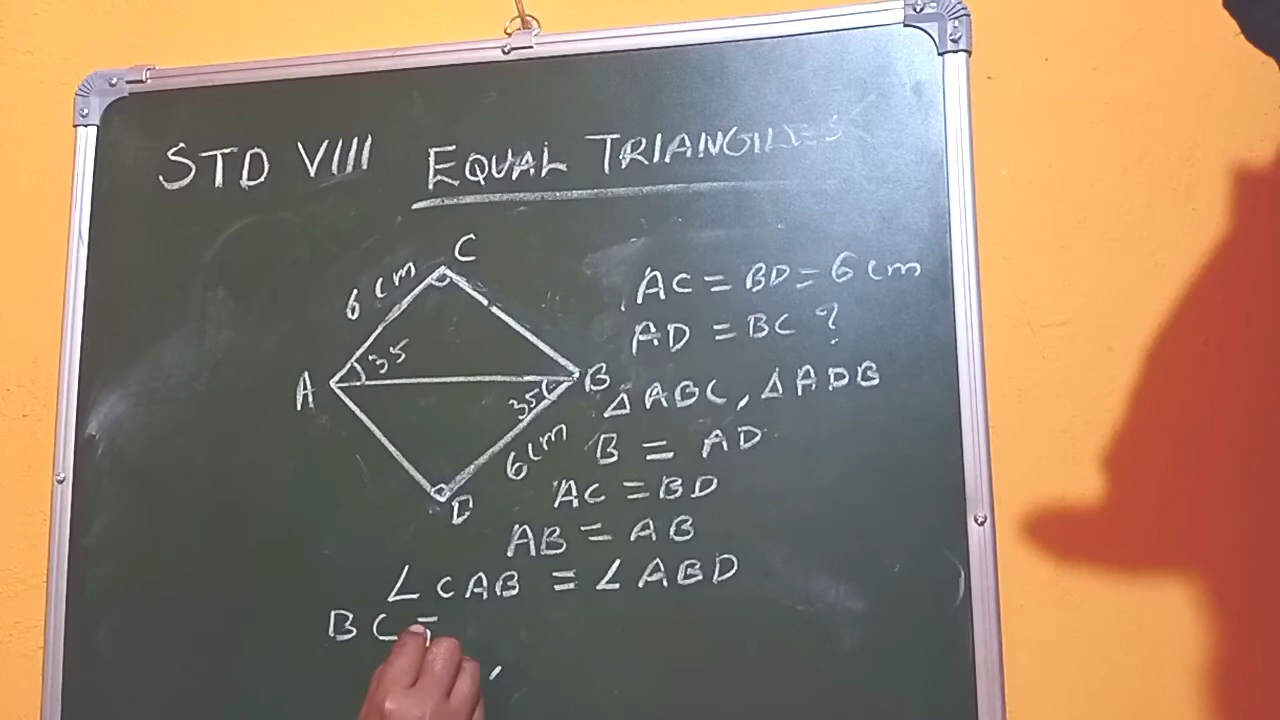 STD VIII EQUAL TRIANGLES
C
6 cm
AC = BD = 6 cm
AD = BC ?
35
A
B
△ABC, △ADB
35
B = AD
6 cm
AC = BD
D
AB = AB
∠CAB = ∠ABD
BC =